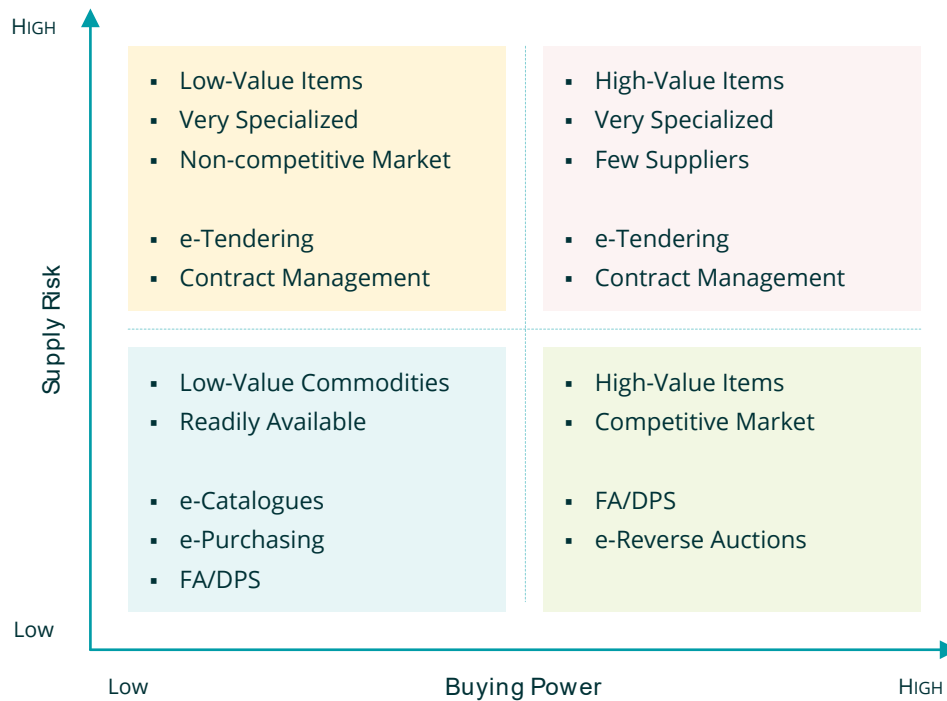 HIGH
▪ Low-Value Items
▪ Very Specialized
▪ Non-competitive Market
▪ e-Tendering
▪ Contract Management
▪ High-Value Items
▪ Very Specialized
▪ Few Suppliers
▪ e-Tendering
▪ Contract Management
Supply Risk
▪ Low-Value Commodities
▪ Readily Available
▪ e-Catalogues
▪ e-Purchasing
▪ FA/DPS
▪ High-Value Items
▪ Competitive Market
▪ FA/DPS
▪ e-Reverse Auctions
Low
Low
Buying Power
HIGH